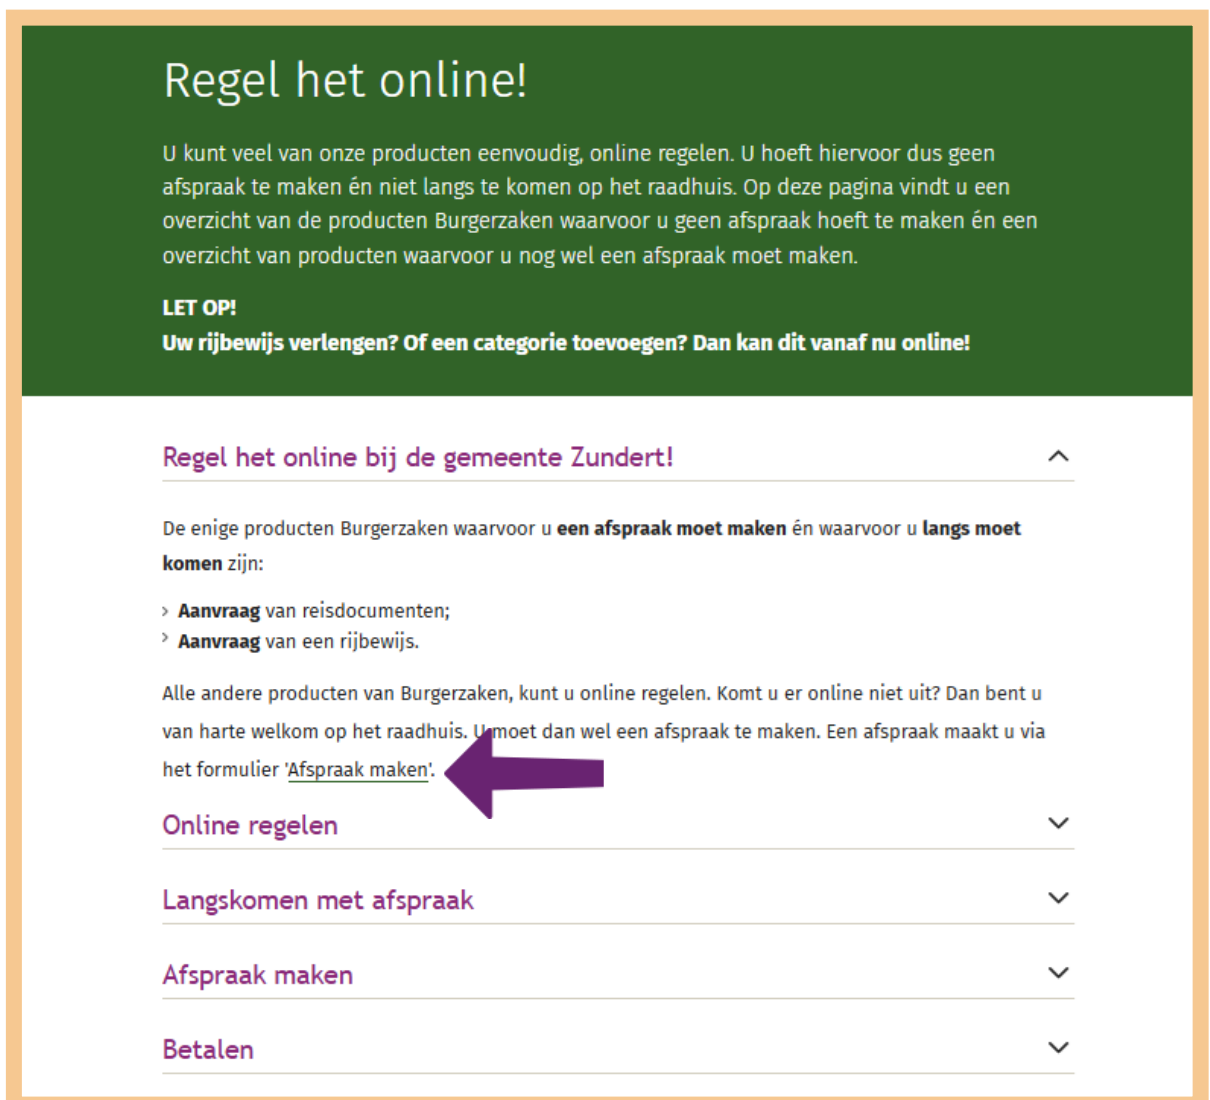 Regel het online!
U kunt veel van onze producten eenvoudig, online regelen. U hoeft hiervoor dus geen
afspraak te maken én niet langs te komen op het raadhuis. Op deze pagina vindt u een
overzicht van de producten Burgerzaken waarvoor u geen afspraak hoeft te maken én een
overzicht van producten waarvoor u nog wel een afspraak moet maken.
LET OP!
Uw rijbewijs verlengen? Of een categorie toevoegen? Dan kan dit vanaf nu online!
Regel het online bij de gemeente Zundert!
De enige producten Burgerzaken waarvoor u een afspraak moet maken én waarvoor u langs moet
komen zijn:
Aanvraag van reisdocumenten;
Aanvraag van een rijbewijs.
Alle andere producten van Burgerzaken, kunt u online regelen. Komt u er online niet uit? Dan bent u
van harte welkom op het raadhuis. U moet dan wel een afspraak te maken. Een afspraak maakt u via
het formulier 'Afspraak maken'.
Online regelen
Langskomen met afspraak
Afspraak maken
Betalen